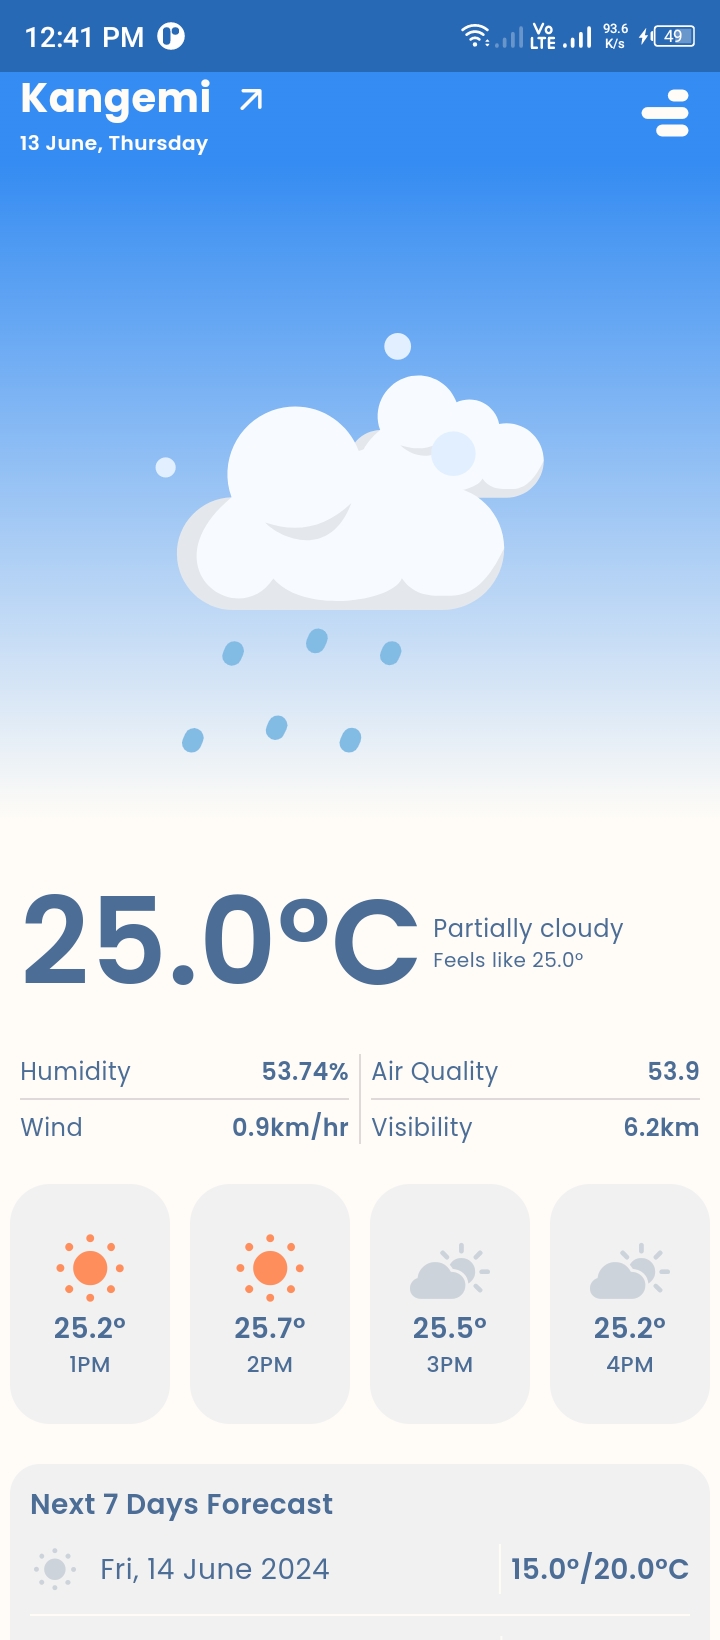 12:41 PM
Vo LTE
93.6 K/s
49
Kangemi
13 June, Thursday
25.0°C
Partially cloudy
Feels like 25.0°
Humidity 53.74%
Air Quality 53.9
Wind 0.9km/hr
Visibility 6.2km
25.2° 25.7° 25.5° 25.2°
1PM 2PM 3PM 4PM
Next 7 Days Forecast
Fri, 14 June 2024 15.0°/20.0°C